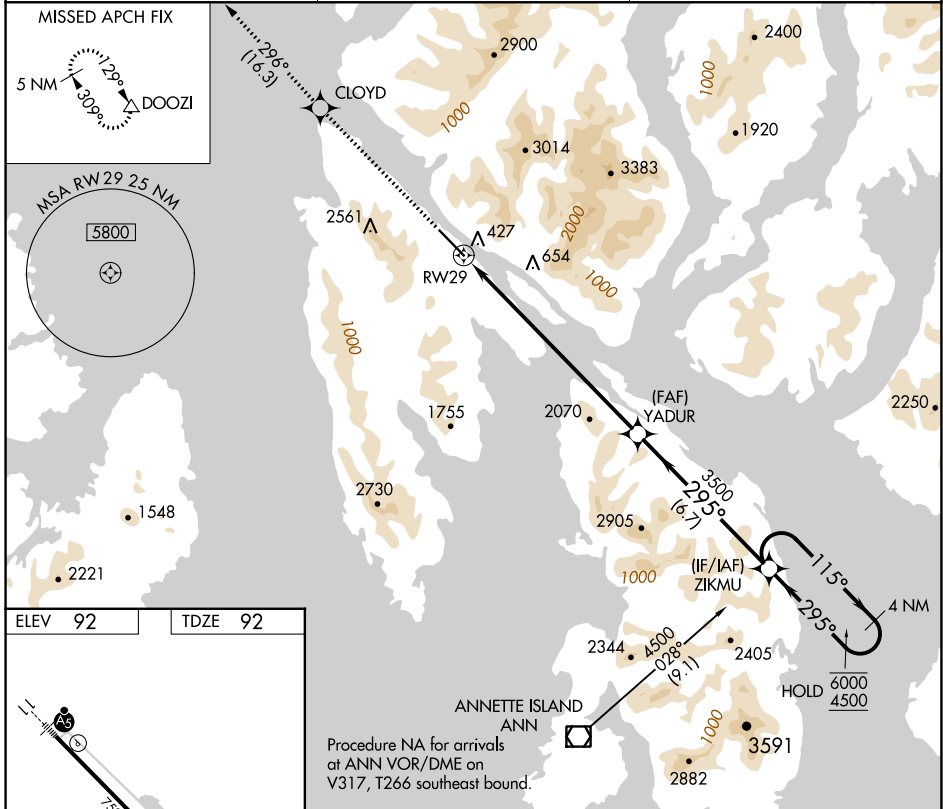 MISSED APCH FIX
5 NM
129°
309°
DOOZI
296°
(16.3)
CLOYD
2900
1000
2400
1000
1920
3014
3383
2000
1000
MSA RW29 25 NM
5800
2561
427
654
RW29
1000
1755
2070
(FAF)
YADUR
2250
3500
295°
(6.7)
2730
2905
1548
2221
1000
(IF/IAF)
ZIKMU
115°
295°
4 NM
HOLD
6000
4500
2344
4500
028°
(9.1)
2405
ANNETTE ISLAND
ANN
1000
3591
2882
Procedure NA for arrivals
at ANN VOR/DME on
V317, T266 southeast bound.
ELEV 92
TDZE 92
A5
P